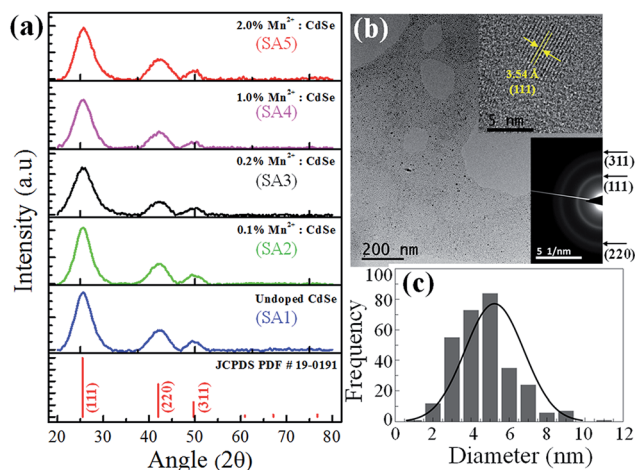 (a)
2.0% Mn²⁺ : CdSe
(SA5)
1.0% Mn²⁺ : CdSe
(SA4)
0.2% Mn²⁺ : CdSe
(SA3)
0.1% Mn²⁺ : CdSe
(SA2)
Undoped CdSe
(SA1)
JCPDS PDF # 19-0191
(111)
(220)
(311)
Intensity (a.u)
20 30 40 50 60 70 80
Angle (2θ)
(b)
3.54 Å
(111)
5 nm
(311)
(111)
(220)
5 1/nm
200 nm
(c)
100
80
60
40
20
0
Frequency
0 2 4 6 8 10 12
Diameter (nm)